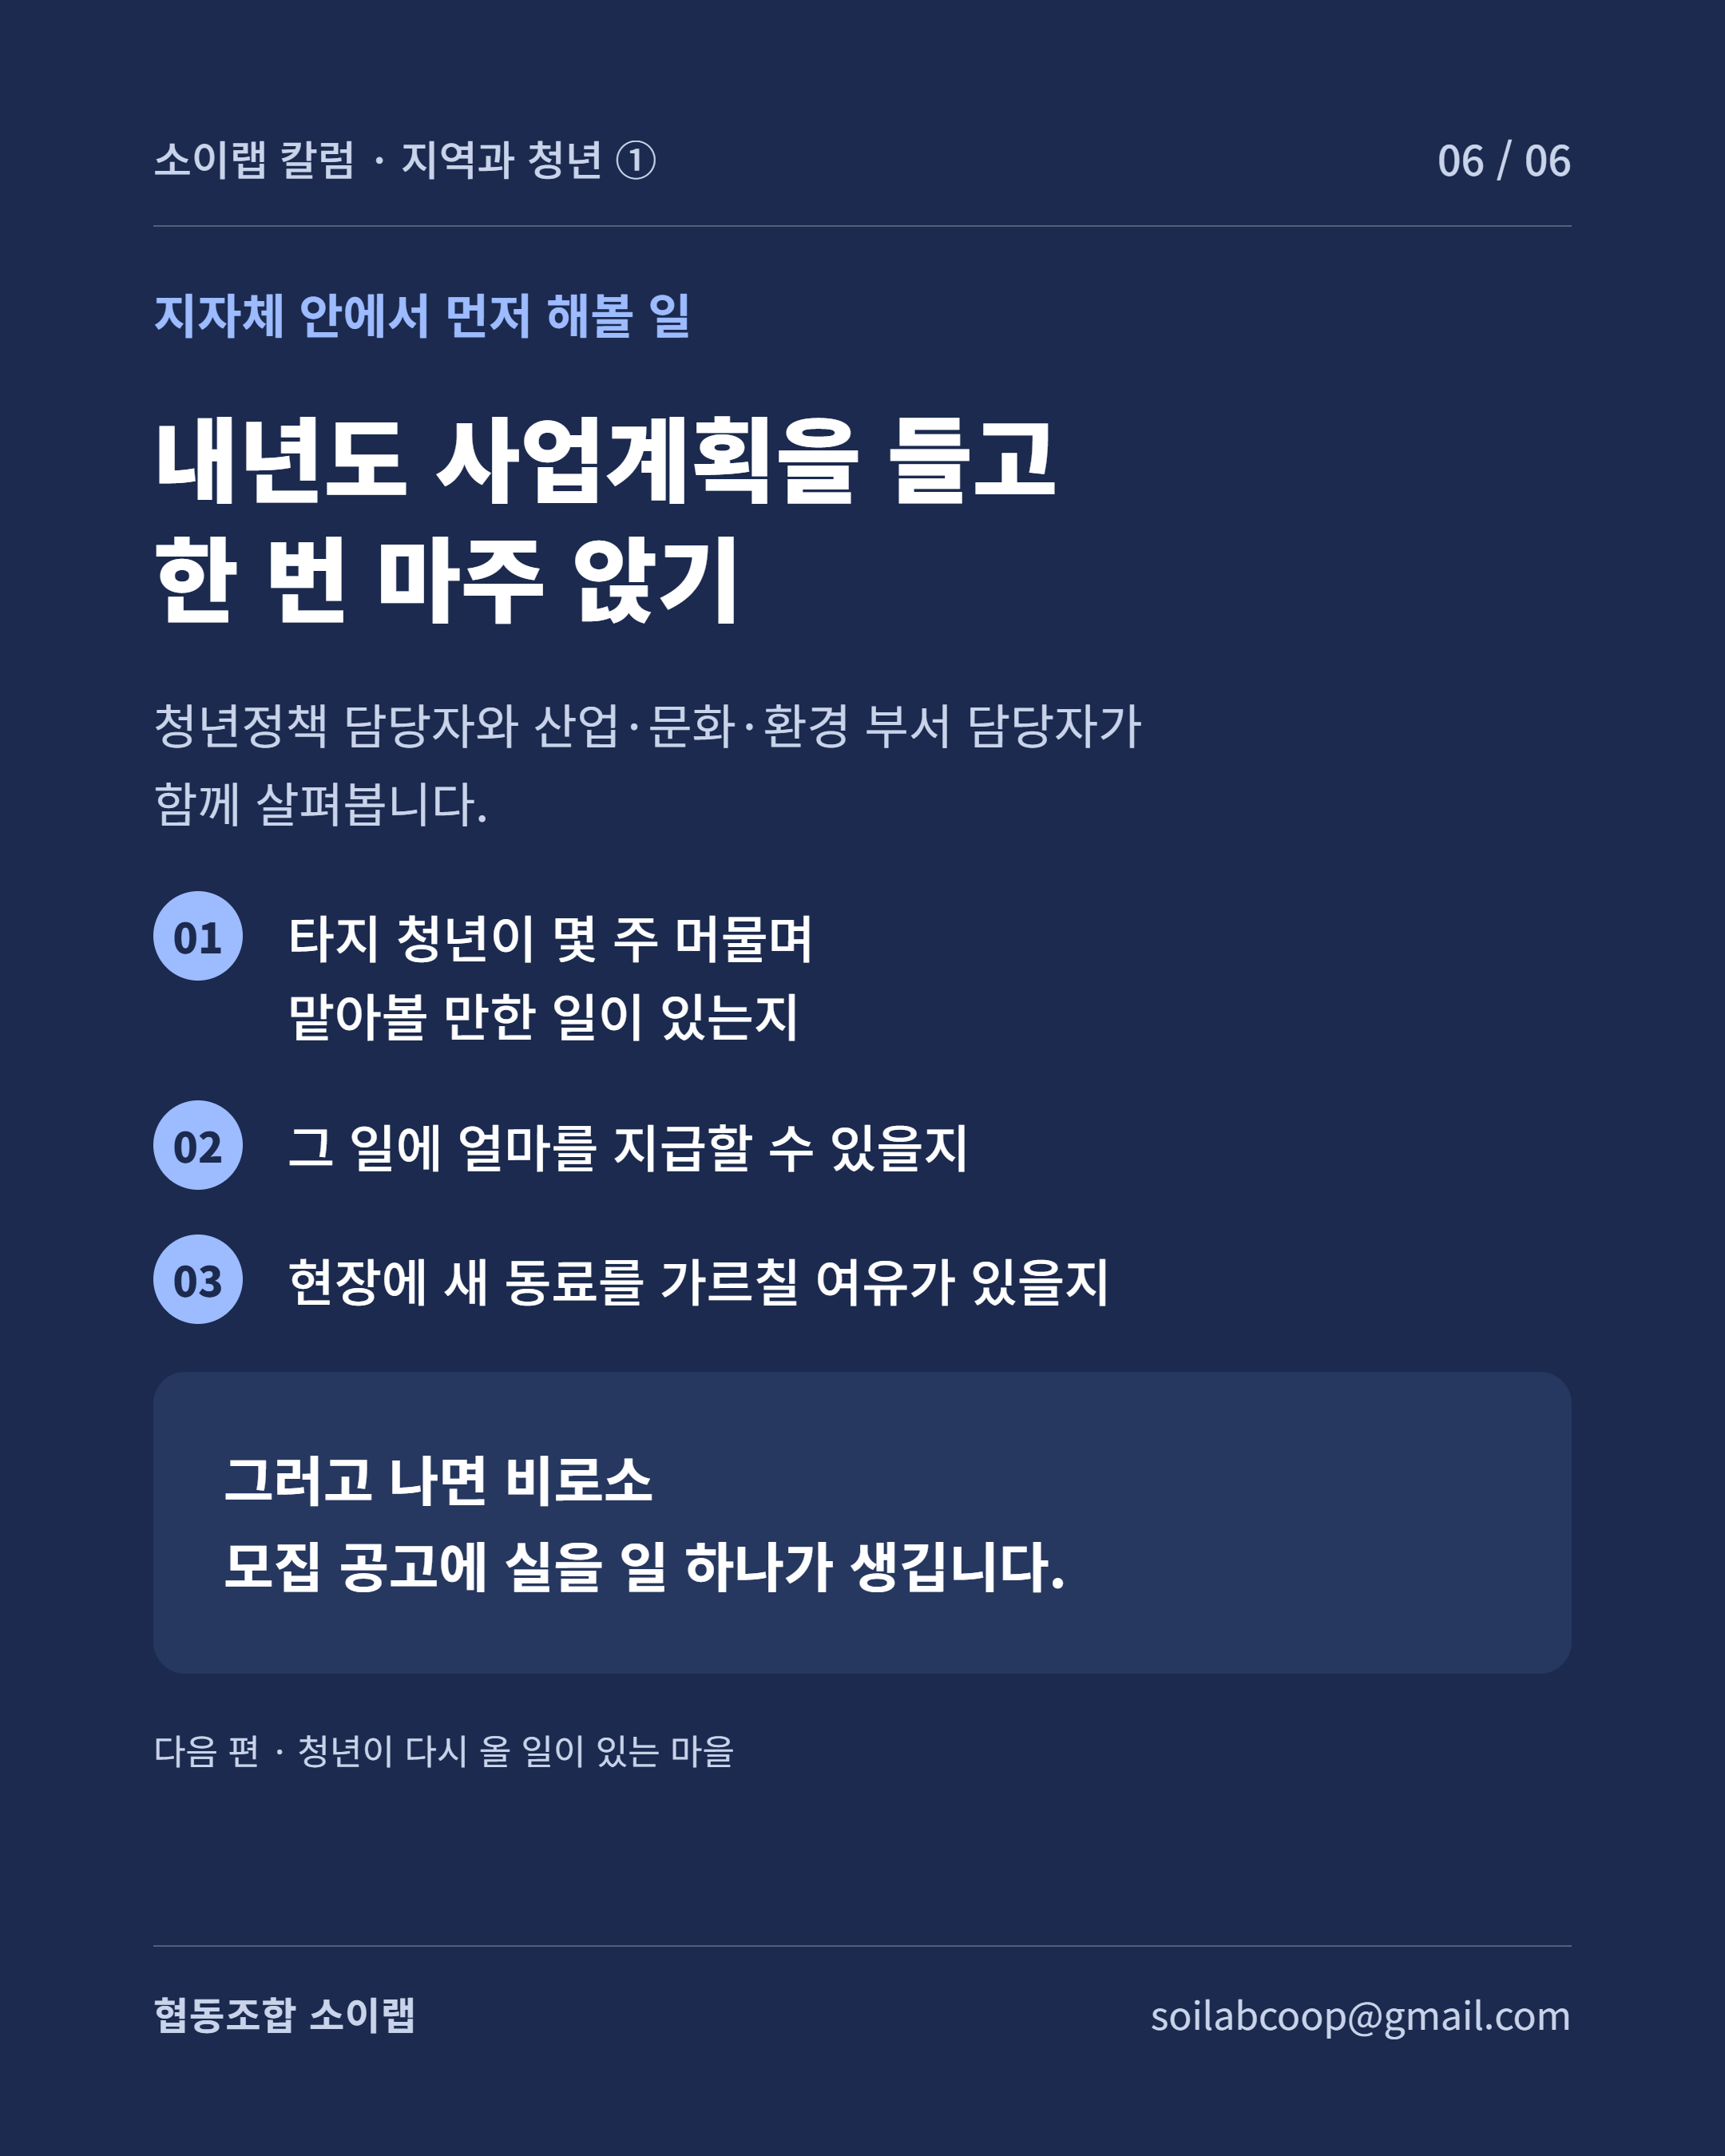 소이랩 칼럼 · 지역과 청년 ①
06 / 06
지자체 안에서 먼저 해볼 일
내년도 사업계획을 들고
한 번 마주 앉기
청년정책 담당자와 산업·문화·환경 부서 담당자가
함께 살펴봅니다.
01 타지 청년이 몇 주 머물며
맡아볼 만한 일이 있는지
02 그 일에 얼마를 지급할 수 있을지
03 현장에 새 동료를 가르칠 여유가 있을지
그러고 나면 비로소
모집 공고에 실을 일 하나가 생깁니다.
다음 편 · 청년이 다시 올 일이 있는 마을
협동조합 소이랩
soilabcoop@gmail.com